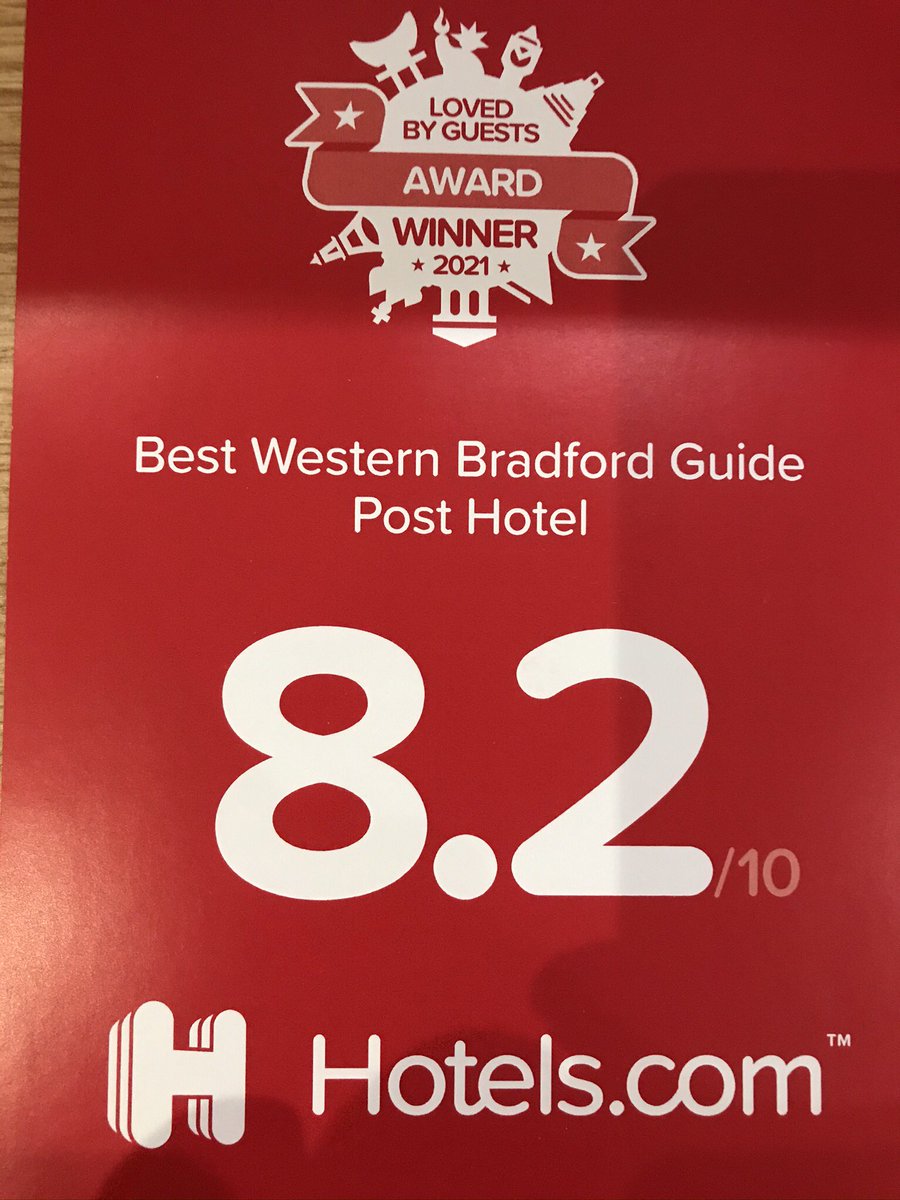 LOVED
BY GUESTS
AWARD
WINNER
★ 2021 ★
Best Western Bradford Guide
Post Hotel
8.2/10
H Hotels.com™